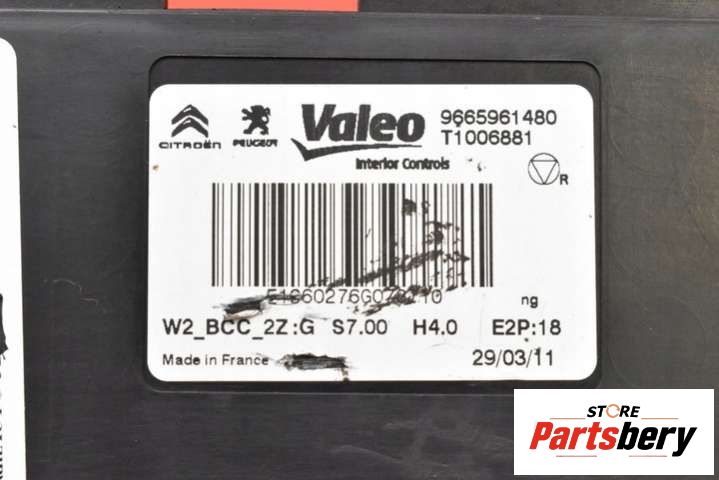 CITROËN PEUGEOT Valeo 9665961480
T1006881
Interior Controls
R
ng
W2_BCC_2Z:G S7.00 H4.0 E2P:18
Made in France 29/03/11
STORE
Partsbery